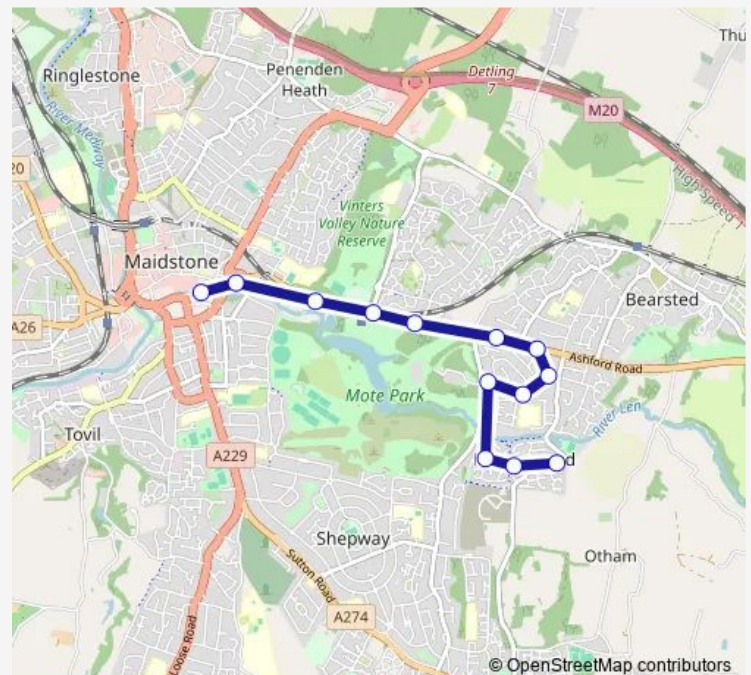 Thu
Ringlestone
Penenden
Heath
Detling
7
M20
River Medway
20
High Speed 1
Vinters
Valley Nature
Reserve
Maidstone
Bearsted
A26
Ashford Road
Mote Park
River Len
Tovil
A229
d
Shepway
Otham
Sutton Road
A274
Loose Road
© OpenStreetMap contributors